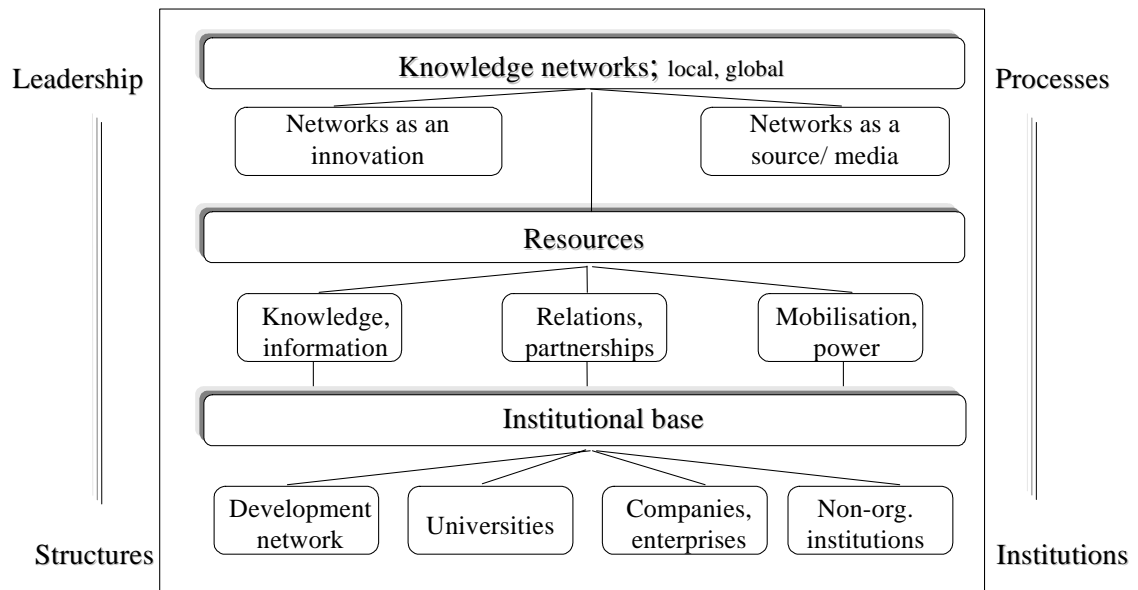 Knowledge networks; local, global
Leadership
Processes
Networks as an
innovation
Networks as a
source/ media
Resources
Knowledge,
information
Relations,
partnerships
Mobilisation,
power
Institutional base
Development
network
Universities
Companies,
enterprises
Non-org.
institutions
Structures
Institutions